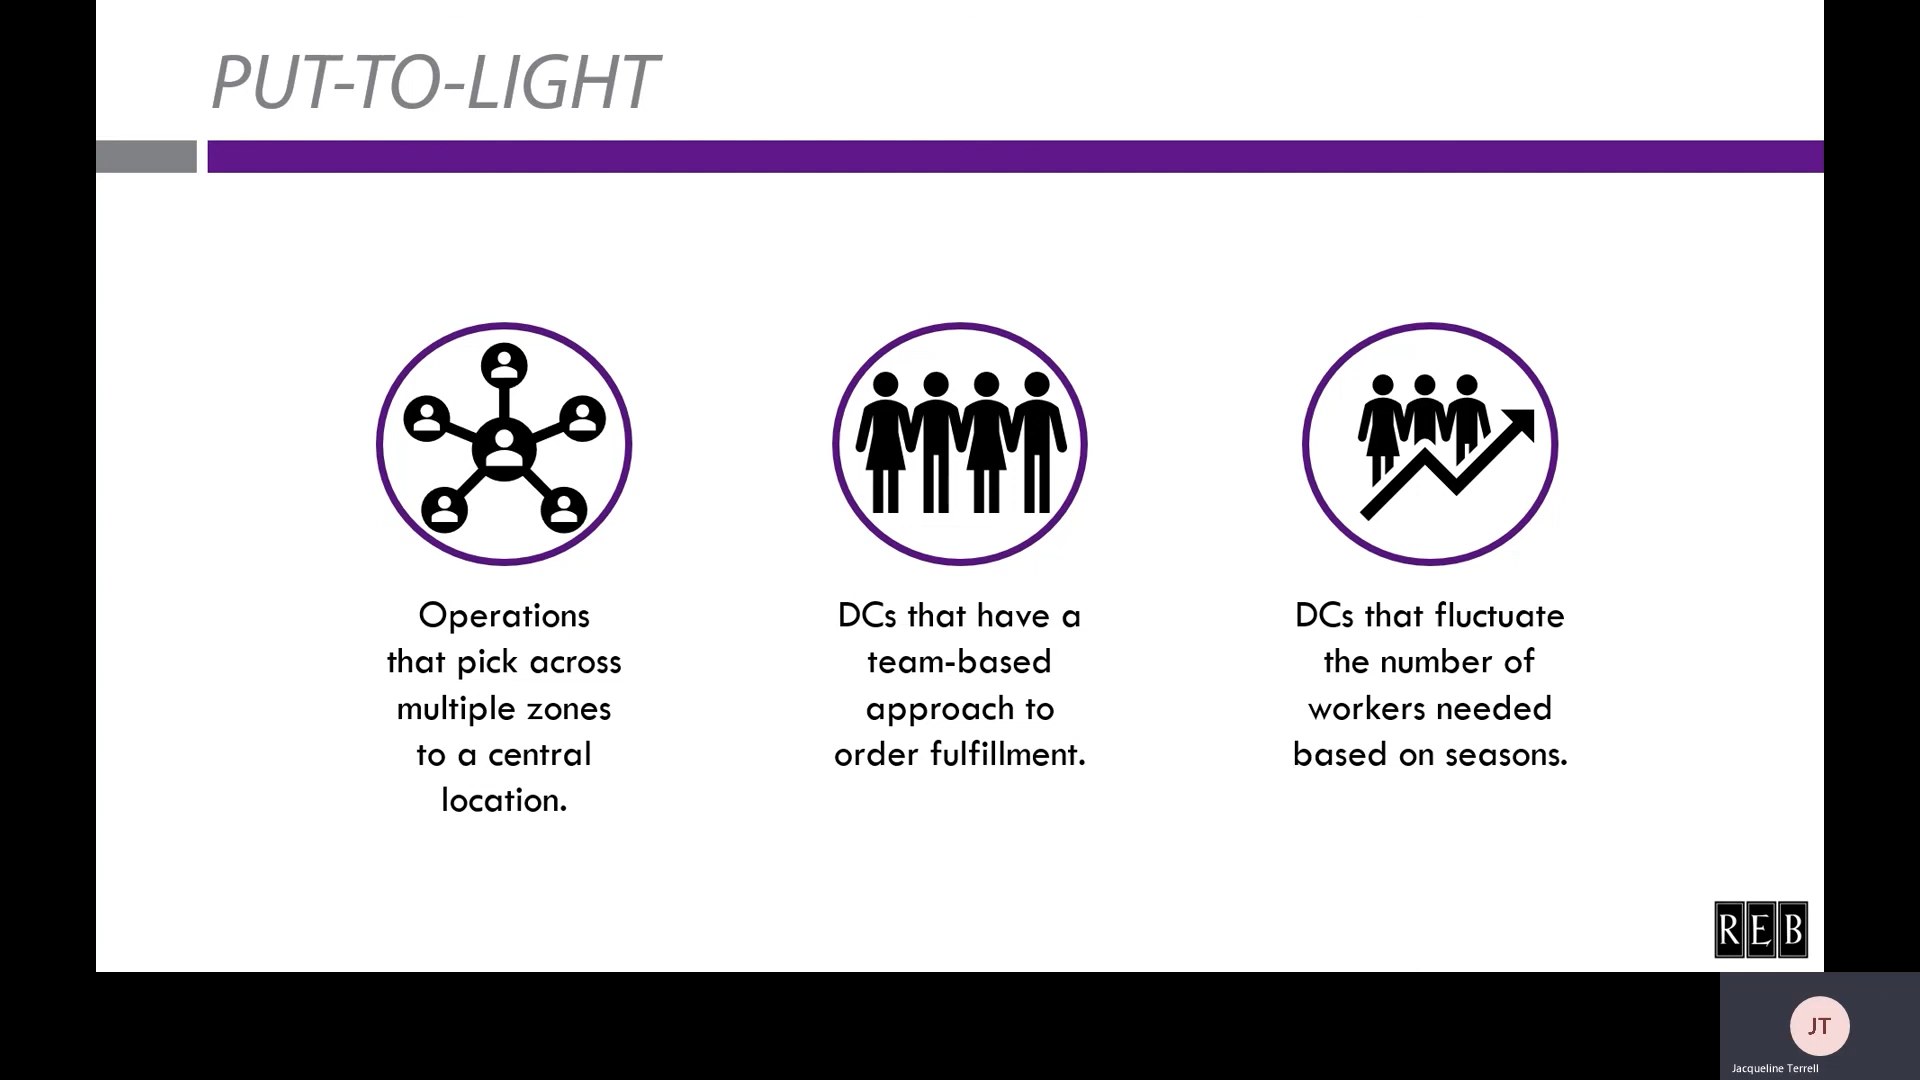 PUT-TO-LIGHT
Operations
that pick across
multiple zones
to a central
location.
DCs that have a
team-based
approach to
order fulfillment.
DCs that fluctuate
the number of
workers needed
based on seasons.
REB
JT
Jacqueline Terrell